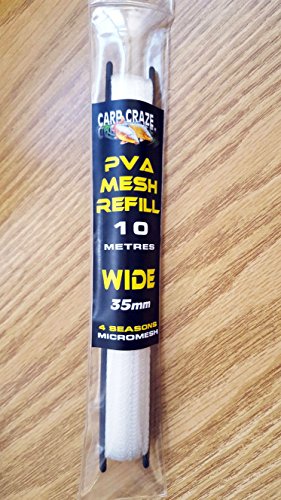 CARP CRAZE
PVA
MESH
REFILL
10
METRES
WIDE
35mm
4 SEASONS
MICROMESH